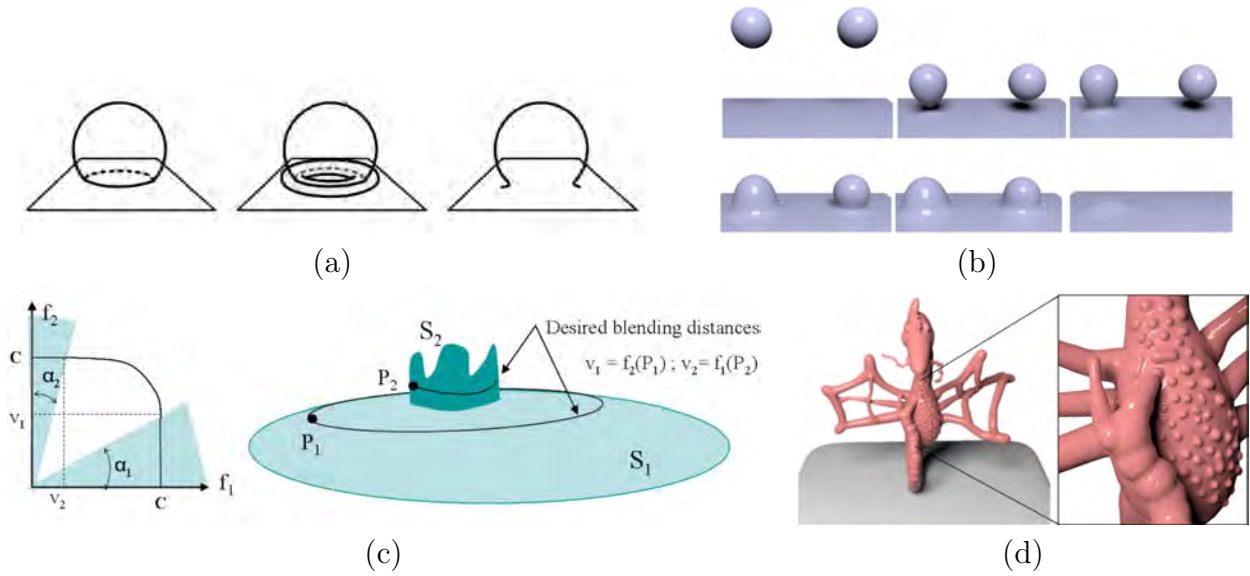 (a)
(b)
f₂
c
α₂
v₁
α₁
v₂
c
f₁
S₂
Desired blending distances
v₁ = f₂(P₁) ; v₂= f₁(P₂)
P₂
P₁
S₁
(c)
(d)